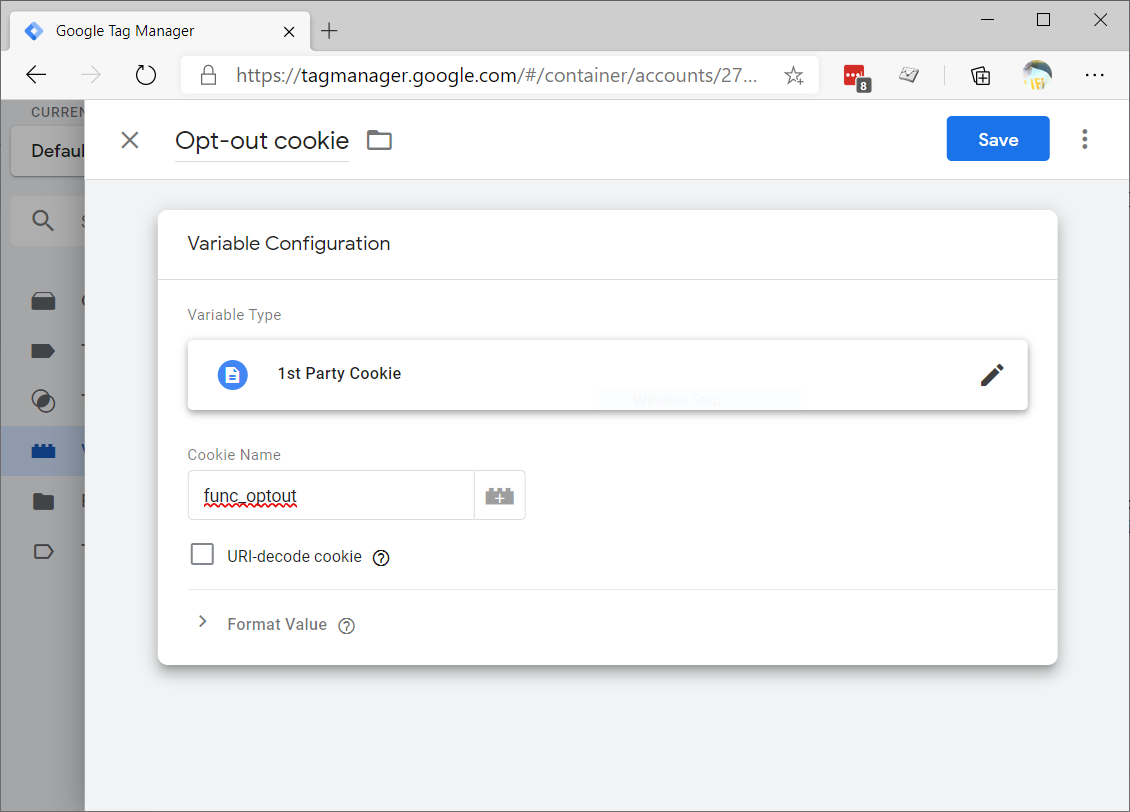 Google Tag Manager
https://tagmanager.google.com/#/container/accounts/27...
8
CURREN
Defaul
Opt-out cookie
Save
Variable Configuration
Variable Type
1st Party Cookie
Window Snip
Cookie Name
func_optout
URI-decode cookie
Format Value